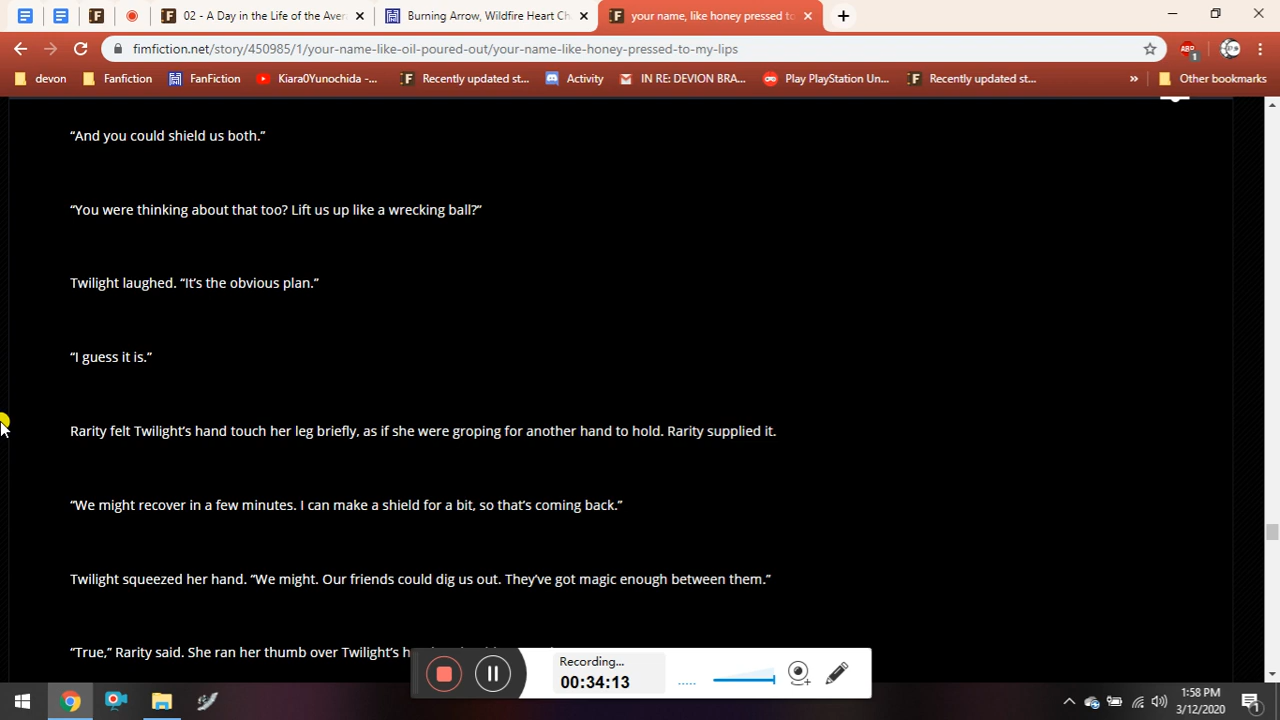 02 - A Day in the Life of the Aver
Burning Arrow, Wildfire Heart Ch
your name, like honey pressed to
fimfiction.net/story/450985/1/your-name-like-oil-poured-out/your-name-like-honey-pressed-to-my-lips
ABP
1
devon
Fanfiction
FanFiction
Kiara0Yunochida -...
Recently updated st...
Activity
IN RE: DEVION BRA...
Play PlayStation Un...
Recently updated st...
»
Other bookmarks
“And you could shield us both.”
“You were thinking about that too? Lift us up like a wrecking ball?”
Twilight laughed. “It’s the obvious plan.”
“I guess it is.”
Rarity felt Twilight’s hand touch her leg briefly, as if she were groping for another hand to hold. Rarity supplied it.
“We might recover in a few minutes. I can make a shield for a bit, so that’s coming back.”
Twilight squeezed her hand. “We might. Our friends could dig us out. They’ve got magic enough between them.”
“True,” Rarity said. She ran her thumb over Twilight’s
Recording...
00:34:13
1:58 PM
3/12/2020
1